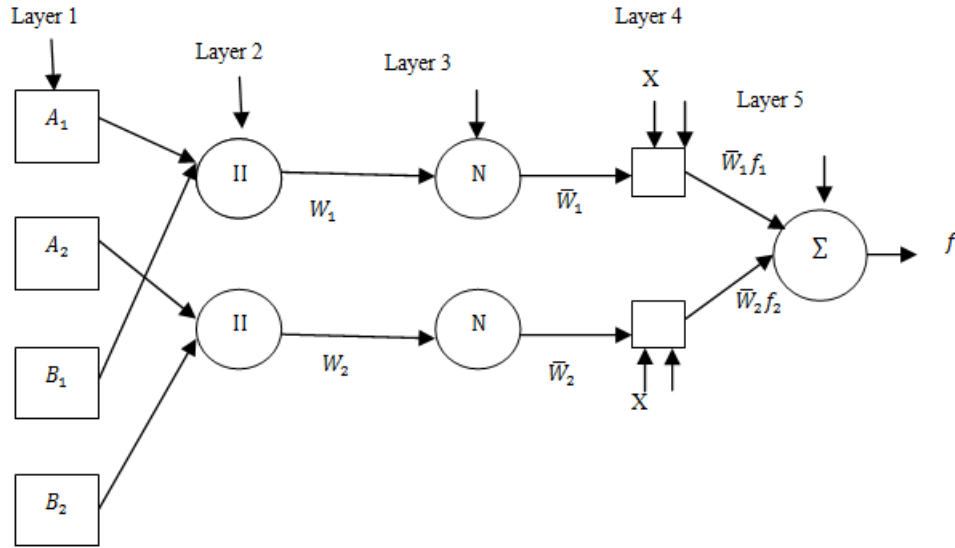 Layer 1
Layer 2
Layer 3
Layer 4
Layer 5
A₁
A₂
B₁
B₂
II
II
W₁
W₂
N
N
W̅₁
W̅₂
X
X
W̅₁f₁
W̅₂f₂
Σ
f